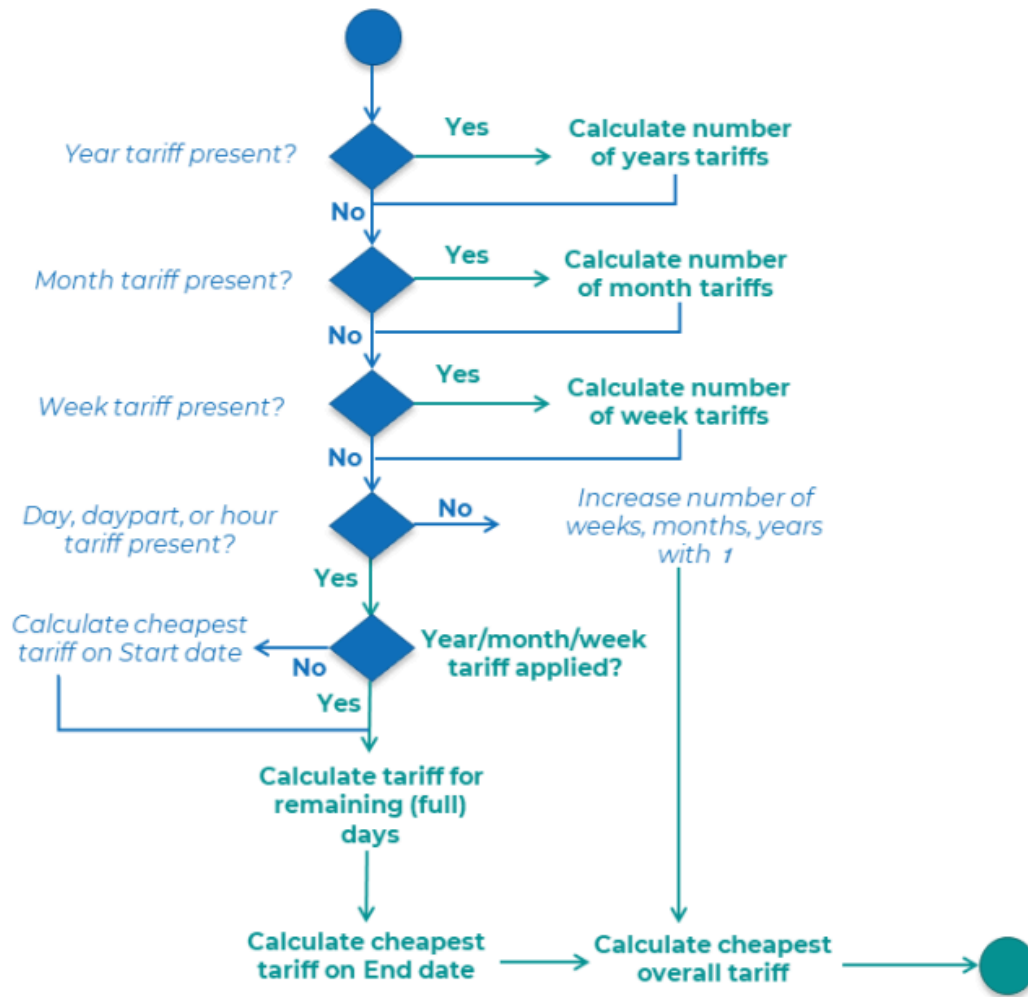 Yes
Year tariff present?
Calculate number
of years tariffs
No
Yes
Month tariff present?
Calculate number
of month tariffs
No
Yes
Week tariff present?
Calculate number
of week tariffs
No
Day, daypart, or hour
tariff present?
No
Increase number of
weeks, months, years
with 1
Yes
Calculate cheapest
tariff on Start date
No
Year/month/week
tariff applied?
Yes
Calculate tariff for
remaining (full)
days
Calculate cheapest
tariff on End date
Calculate cheapest
overall tariff